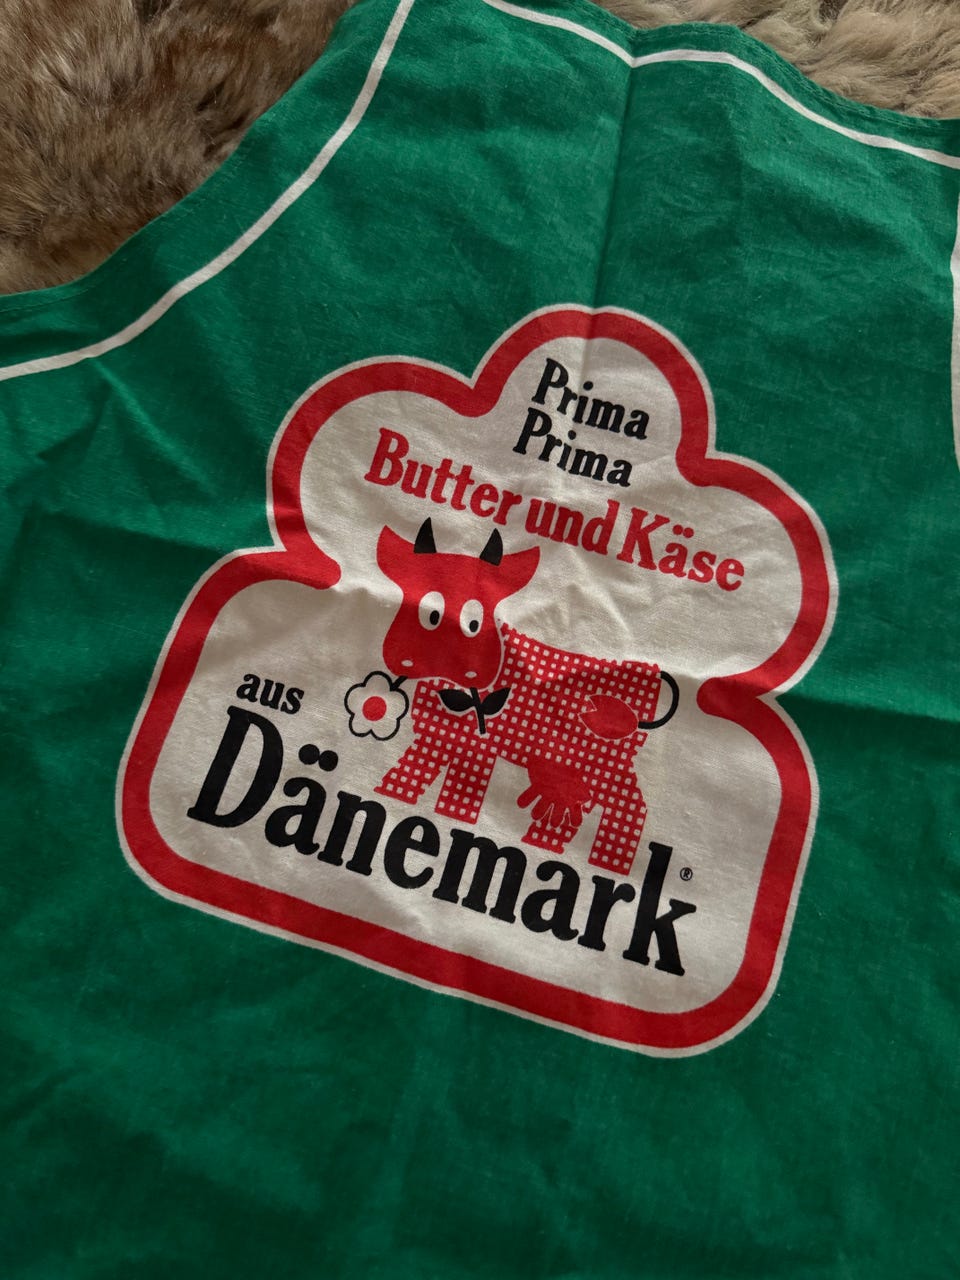 Prima
Prima
Butter und Käse
aus
Dänemark®